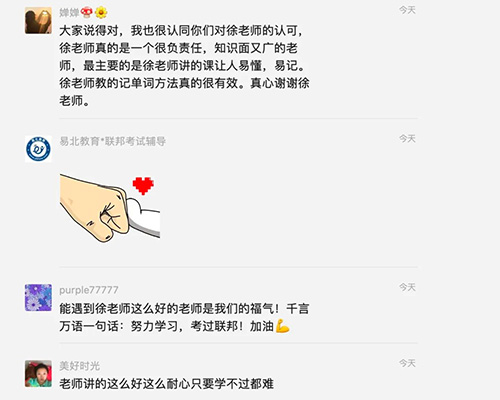 婵婵🍄🌼 今天
大家说得对，我也很认同你们对徐老师的认可，
徐老师真的是一个很负责任，知识面又广的老
师，最主要的是徐老师讲的课让人易懂，易记。
徐老师教的记单词方法真的很有效。真心谢谢徐
老师。
易北教育*联邦考试辅导 今天
purple77777 今天
能遇到徐老师这么好的老师是我们的福气！千言
万语一句话：努力学习，考过联邦！加油💪
美好时光 今天
老师讲的这么好这么耐心只要学不过都难